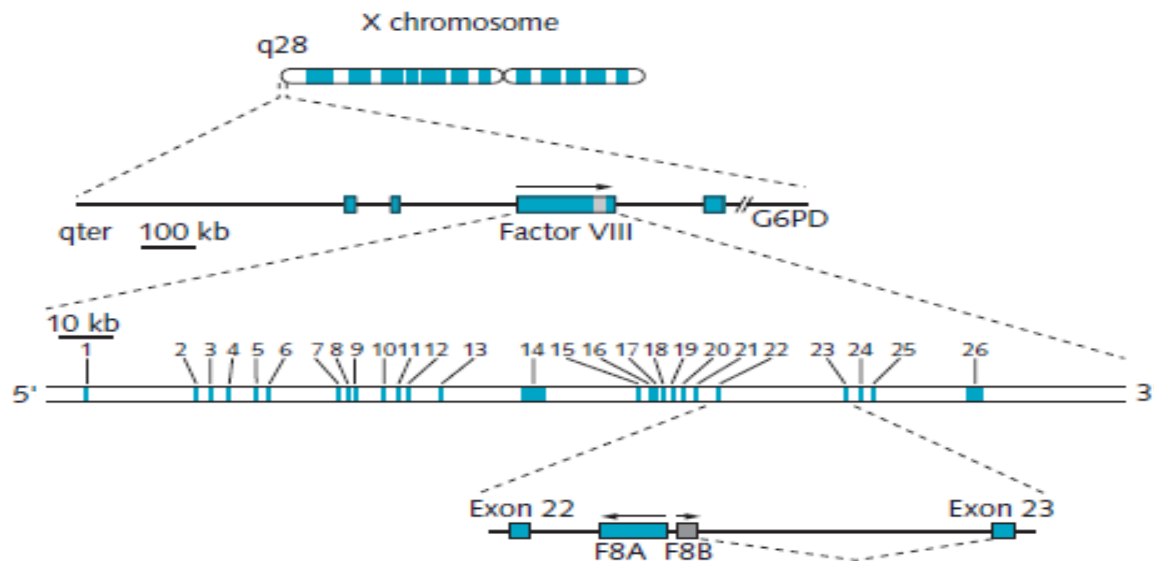 X chromosome
q28
qter 100 kb Factor VIII G6PD
10 kb
1 2 3 4 5 6 7 8 9 10 11 12 13 14 15 16 17 18 19 20 21 22 23 24 25 26
5' 3
Exon 22 Exon 23
F8A F8B